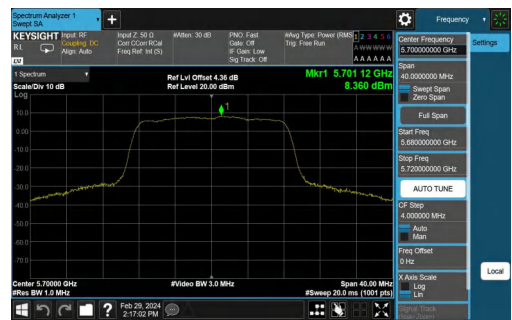 Spectrum Analyzer 1
Swept SA
Frequency
KEYSIGHT
Input: RF
Input Z: 50 Ω
#Atten: 30 dB
PNO: Fast
#Avg Type: Power (RMS
1 2 3 4 5 6
RL
Coupling: DC
Corr CCorr RCal
Gate: Off
Trig: Free Run
A W W W W W
Align: Auto
Freq Ref: Int (S)
IF Gain: Low
A A A A A A
Sig Track: Off
LV
1 Spectrum
Ref Lvl Offset 4.36 dB
Mkr1 5.701 12 GHz
Scale/Div 10 dB
Ref Level 20.00 dBm
8.360 dBm
Log
1
10.0
0.00
-10.0
-20.0
-30.0
-40.0
-50.0
-60.0
-70.0
Center 5.70000 GHz
#Video BW 3.0 MHz
Span 40.00 MHz
#Res BW 1.0 MHz
#Sweep 20.0 ms (1001 pts)
Feb 29, 2024
2:17:02 PM
Center Frequency
5.700000000 GHz
Settings
Span
40.0000000 MHz
Swept Span
Zero Span
Full Span
Start Freq
5.680000000 GHz
Stop Freq
5.720000000 GHz
AUTO TUNE
CF Step
4.000000 MHz
Auto
Man
Freq Offset
0 Hz
X Axis Scale
Log
Lin
Local
Signal Track